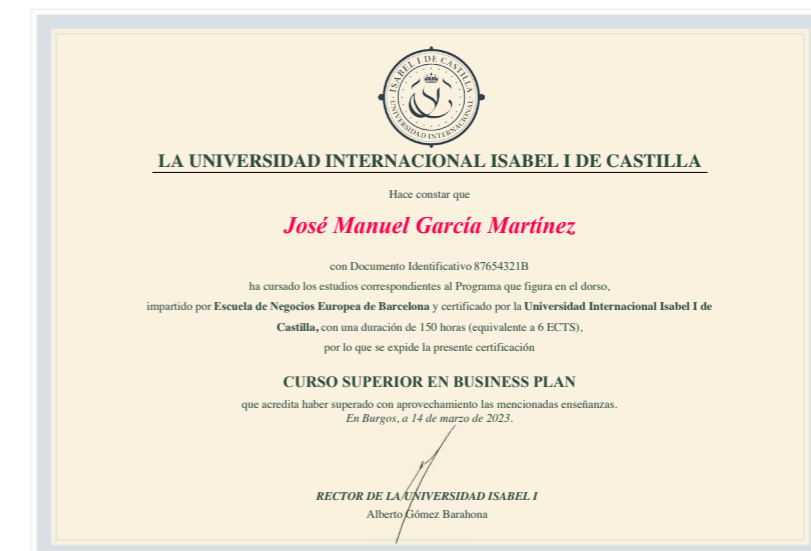 ISABEL I DE CASTILLA
UNIVERSIDAD INTERNACIONAL
LA UNIVERSIDAD INTERNACIONAL ISABEL I DE CASTILLA
Hace constar que
José Manuel García Martínez
con Documento Identificativo 87654321B
ha cursado los estudios correspondientes al Programa que figura en el dorso,
impartido por Escuela de Negocios Europea de Barcelona y certificado por la Universidad Internacional Isabel I de
Castilla, con una duración de 150 horas (equivalente a 6 ECTS),
por lo que se expide la presente certificación
CURSO SUPERIOR EN BUSINESS PLAN
que acredita haber superado con aprovechamiento las mencionadas enseñanzas.
En Burgos, a 14 de marzo de 2023.
RECTOR DE LA UNIVERSIDAD ISABEL I
Alberto Gómez Barahona